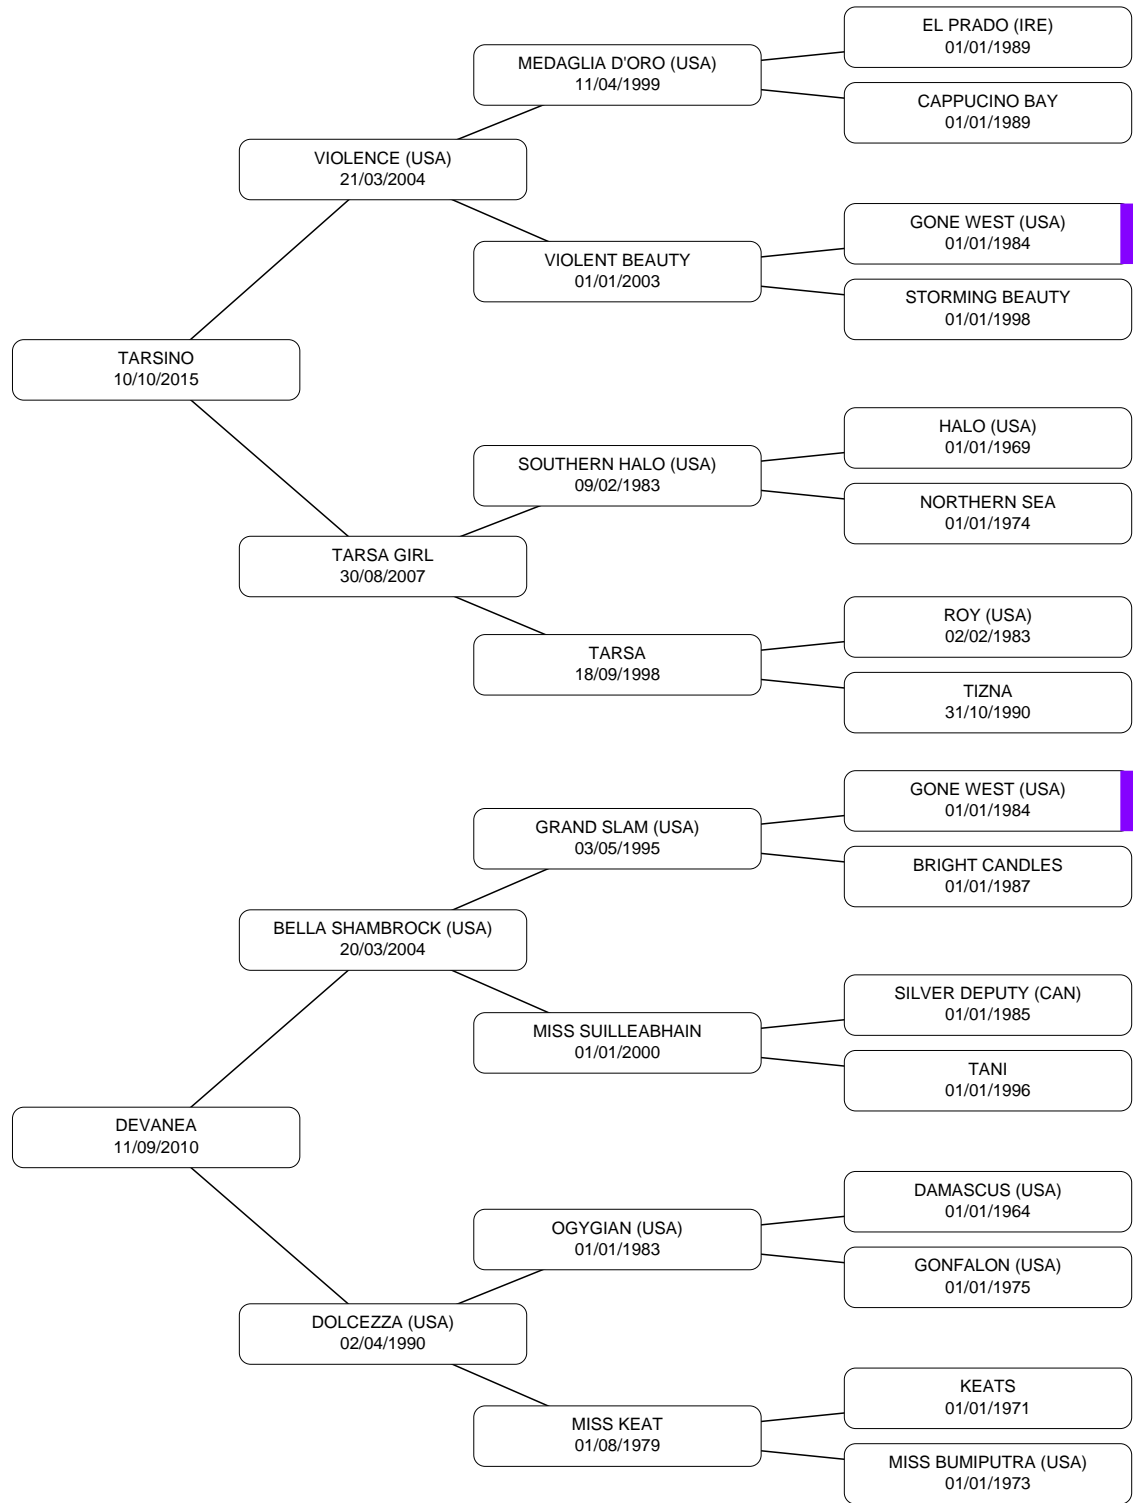 EL PRADO (IRE)
01/01/1989
MEDAGLIA D'ORO (USA)
11/04/1999
CAPPUCINO BAY
01/01/1989
VIOLENCE (USA)
21/03/2004
GONE WEST (USA)
01/01/1984
VIOLENT BEAUTY
01/01/2003
STORMING BEAUTY
01/01/1998
TARSINO
10/10/2015
HALO (USA)
01/01/1969
SOUTHERN HALO (USA)
09/02/1983
NORTHERN SEA
01/01/1974
TARSA GIRL
30/08/2007
ROY (USA)
02/02/1983
TARSA
18/09/1998
TIZNA
31/10/1990
GONE WEST (USA)
01/01/1984
GRAND SLAM (USA)
03/05/1995
BRIGHT CANDLES
01/01/1987
BELLA SHAMBROCK (USA)
20/03/2004
SILVER DEPUTY (CAN)
01/01/1985
MISS SUILLEABHAIN
01/01/2000
TANI
01/01/1996
DEVANEA
11/09/2010
DAMASCUS (USA)
01/01/1964
OGYGIAN (USA)
01/01/1983
GONFALON (USA)
01/01/1975
DOLCEZZA (USA)
02/04/1990
KEATS
01/01/1971
MISS KEAT
01/08/1979
MISS BUMIPUTRA (USA)
01/01/1973